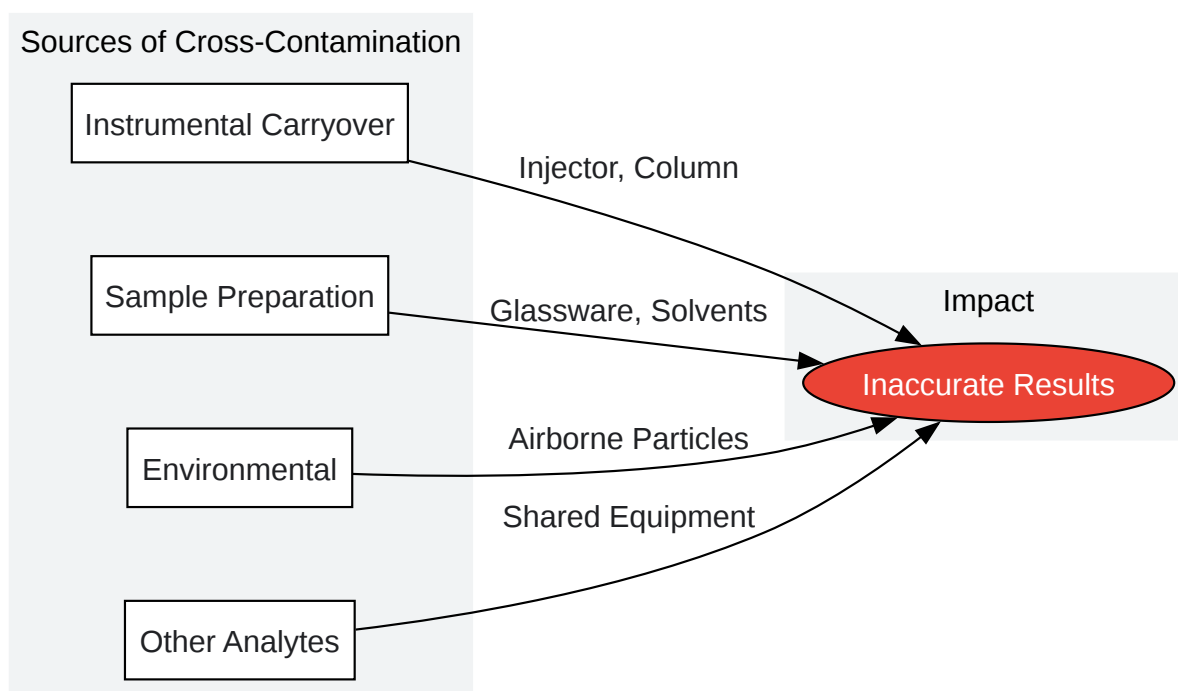 Sources of Cross-Contamination
Instrumental Carryover
Injector, Column
Sample Preparation
Glassware, Solvents
Impact
Inaccurate Results
Environmental
Airborne Particles
Shared Equipment
Other Analytes